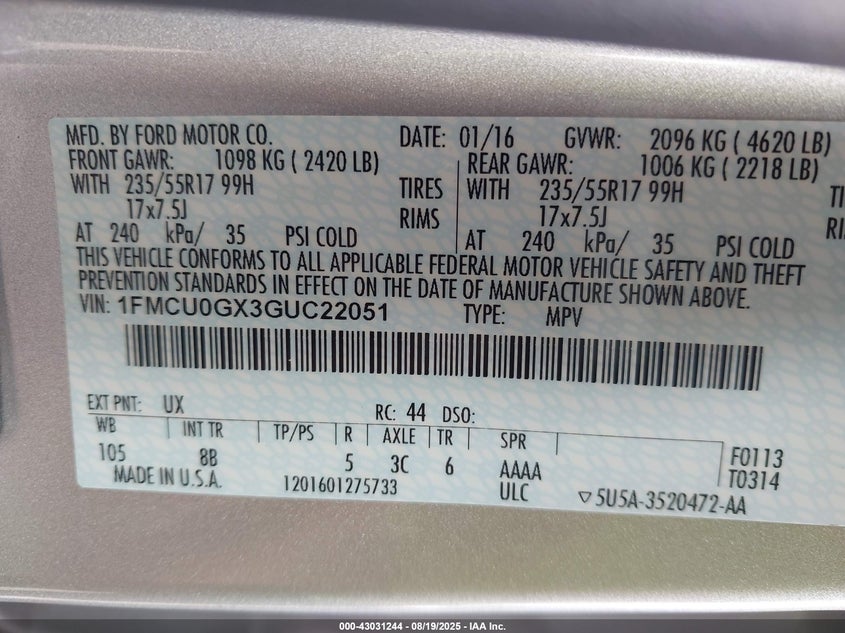 MFD. BY FORD MOTOR CO. DATE: 01/16 GVWR: 2096 KG ( 4620 LB)
FRONT GAWR: 1098 KG ( 2420 LB) REAR GAWR: 1006 KG ( 2218 LB)
WITH 235/55R17 99H TIRES WITH 235/55R17 99H
17x7.5J RIMS 17x7.5J
AT 240 kPa/ 35 PSI COLD AT 240 kPa/ 35 PSI COLD
THIS VEHICLE CONFORMS TO ALL APPLICABLE FEDERAL MOTOR VEHICLE SAFETY AND THEFT
PREVENTION STANDARDS IN EFFECT ON THE DATE OF MANUFACTURE SHOWN ABOVE.
VIN: 1FMCU0GX3GUC22051 TYPE: MPV
EXT PNT: UX RC: 44 DSO:
WB INT TR TP/PS R AXLE TR SPR
105 8B 5 3C 6 AAAA F0113
MADE IN U.S.A. 1201601275733 ULC T0314
▽5U5A-3520472-AA
000-43031244 - 08/19/2025 - IAA Inc.